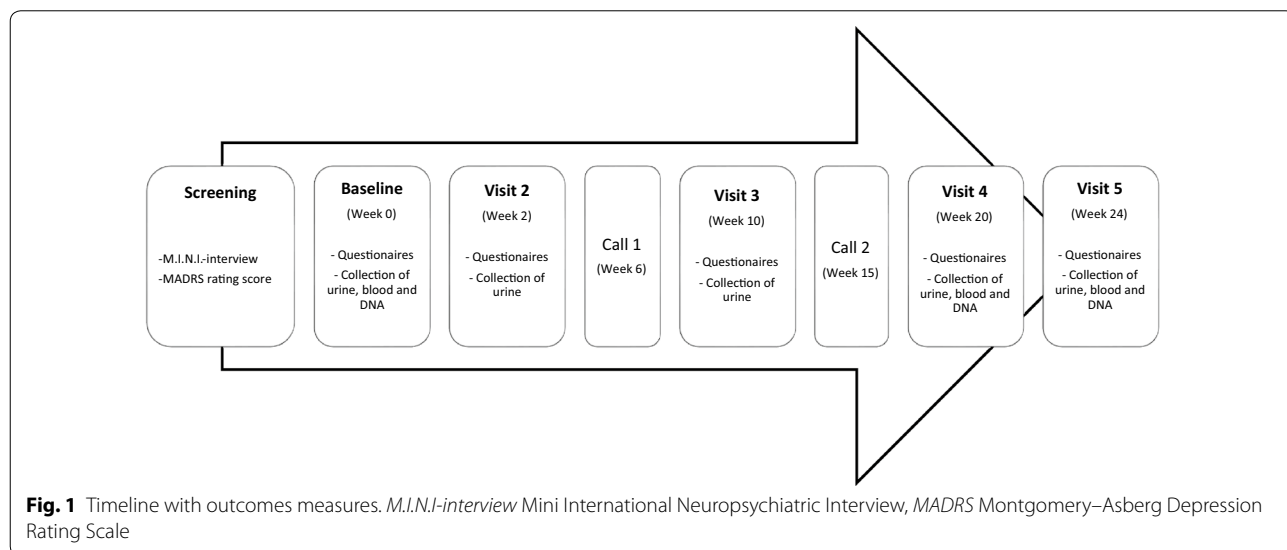 Screening
-M.I.N.I.-interview
-MADRS rating score
Baseline
(Week 0)
- Questionaires
- Collection of
urine, blood and
DNA
Visit 2
(Week 2)
- Questionaires
- Collection of
urine
Call 1
(Week 6)
Visit 3
(Week 10)
- Questionaires
- Collection of
urine
Call 2
(Week 15)
Visit 4
(Week 20)
- Questionaires
- Collection of
urine, blood and
DNA
Visit 5
(Week 24)
- Questionaires
- Collection of
urine, blood and
DNA
Fig. 1 Timeline with outcomes measures. M.I.N.I-interview Mini International Neuropsychiatric Interview, MADRS Montgomery–Asberg Depression
Rating Scale